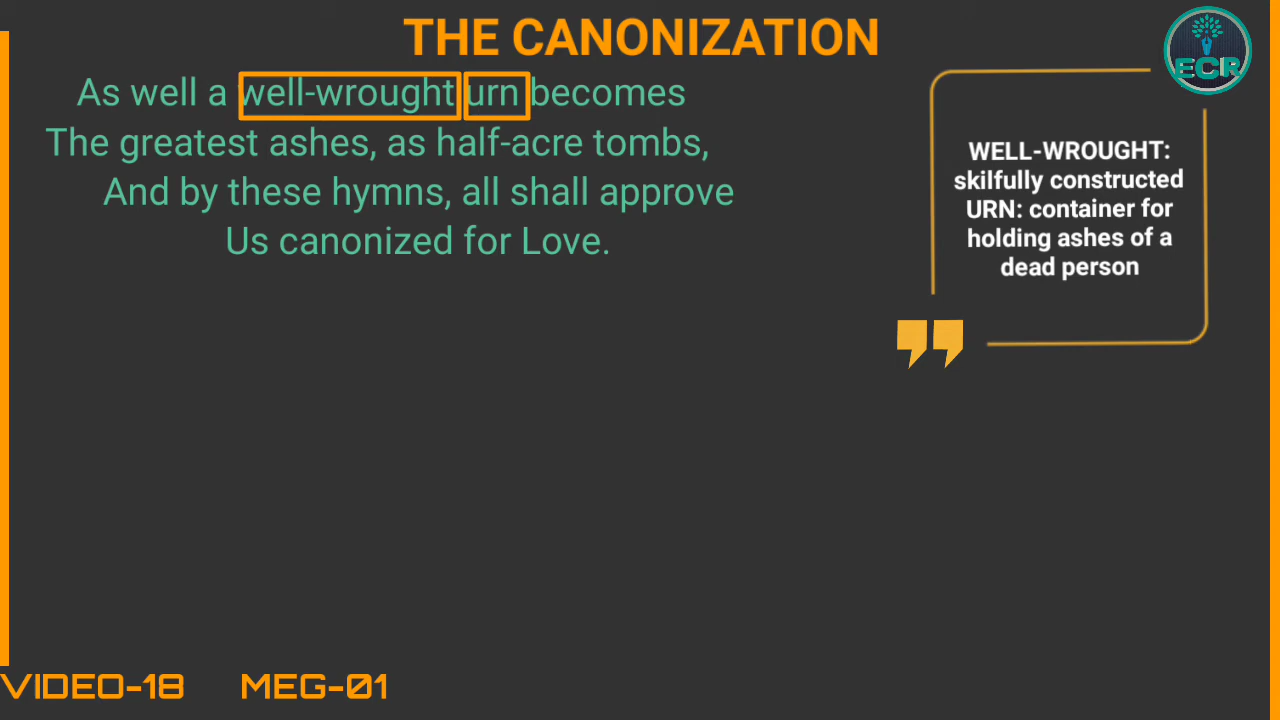 THE CANONIZATION
ECR
As well a well-wrought urn becomes
The greatest ashes, as half-acre tombs,
And by these hymns, all shall approve
Us canonized for Love.
WELL-WROUGHT:
skilfully constructed
URN: container for
holding ashes of a
dead person
VIDEO-18 MEG-01